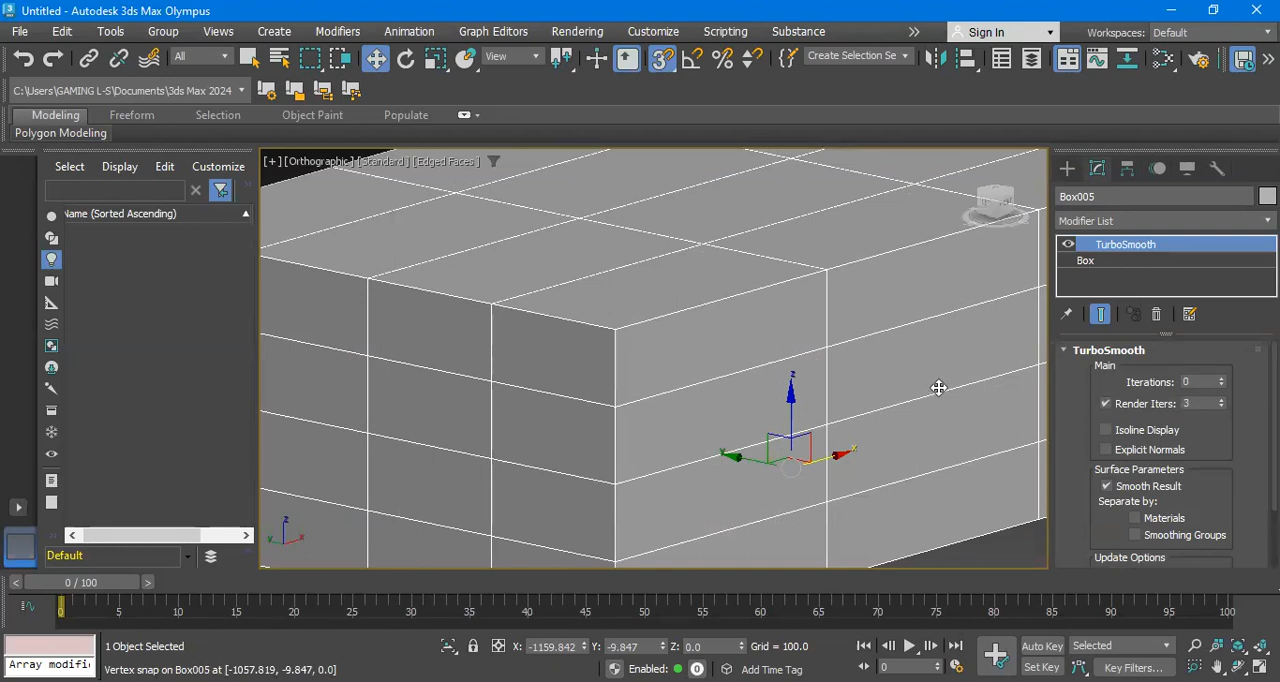 Untitled - Autodesk 3ds Max Olympus
File Edit Tools Group Views Create Modifiers Animation Graph Editors Rendering Customize Scripting Substance » Sign In Workspaces: Default
All View Create Selection Se
C:\Users\GAMING L-S\Documents\3ds Max 2024
Modeling Freeform Selection Object Paint Populate
Polygon Modeling
Select Display Edit Customize
Name (Sorted Ascending)
[+] [Orthographic] [Standard] [Edged Faces]
z
x
y
z
x
y
Box005
Modifier List
TurboSmooth
Box
TurboSmooth
Main
Iterations: 0
Render Iters: 3
Isoline Display
Explicit Normals
Surface Parameters
Smooth Result
Separate by:
Materials
Smoothing Groups
Update Options
Default
< 0 / 100 >
0 5 10 15 20 25 30 35 40 45 50 55 60 65 70 75 80 85 90 95 100
1 Object Selected X: -1159.842 Y: -9.847 Z: 0.0 Grid = 100.0 Auto Key Selected
Array modifi Vertex snap on Box005 at [-1057.819, -9.847, 0.0] Enabled: 0 Add Time Tag 0 Set Key Key Filters...